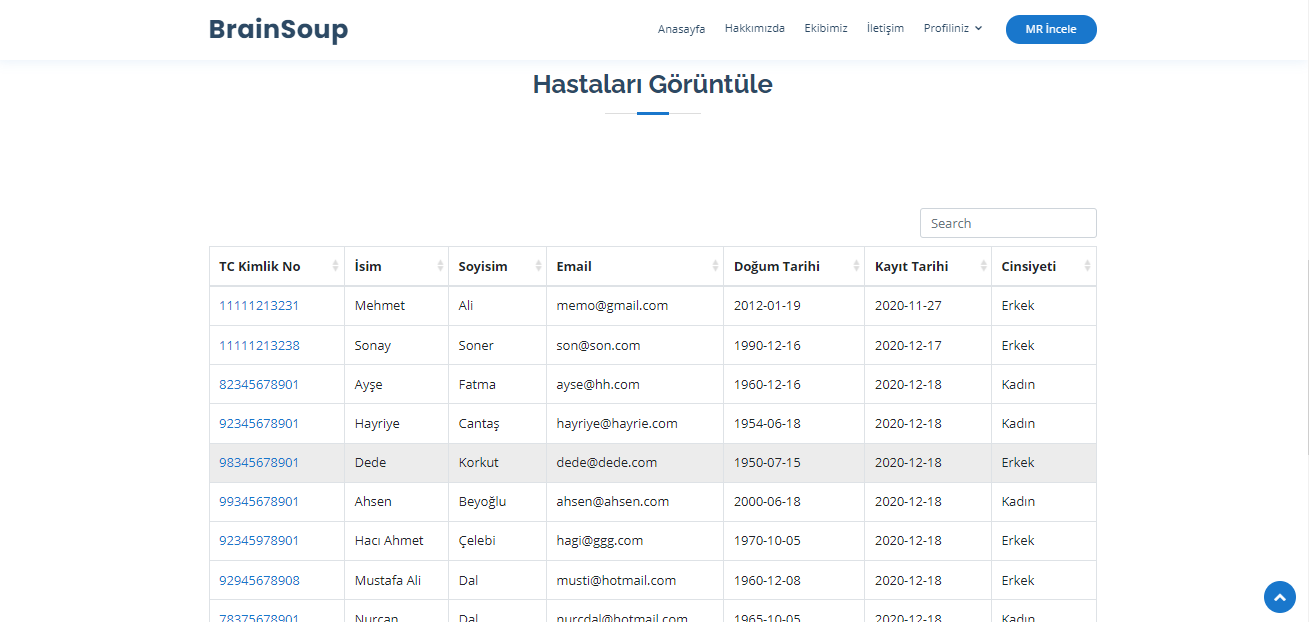 BrainSoup
Anasayfa Hakkımızda Ekibimiz İletişim Profiliniz MR İncele
Hastaları Görüntüle
Search
TC Kimlik No İsim Soyisim Email Doğum Tarihi Kayıt Tarihi Cinsiyeti
11111213231 Mehmet Ali memo@gmail.com 2012-01-19 2020-11-27 Erkek
11111213238 Sonay Soner son@son.com 1990-12-16 2020-12-17 Erkek
82345678901 Ayşe Fatma ayse@hh.com 1960-12-16 2020-12-18 Kadın
92345678901 Hayriye Cantaş hayriye@hayrie.com 1954-06-18 2020-12-18 Kadın
98345678901 Dede Korkut dede@dede.com 1950-07-15 2020-12-18 Erkek
99345678901 Ahsen Beyoğlu ahsen@ahsen.com 2000-06-18 2020-12-18 Kadın
92345978901 Hacı Ahmet Çelebi hagi@ggg.com 1970-10-05 2020-12-18 Erkek
92945678908 Mustafa Ali Dal musti@hotmail.com 1960-12-08 2020-12-18 Erkek
78375678901 Nurcan Dal nurcdal@hotmail.com 1965-10-05 2020-12-18 Kadın